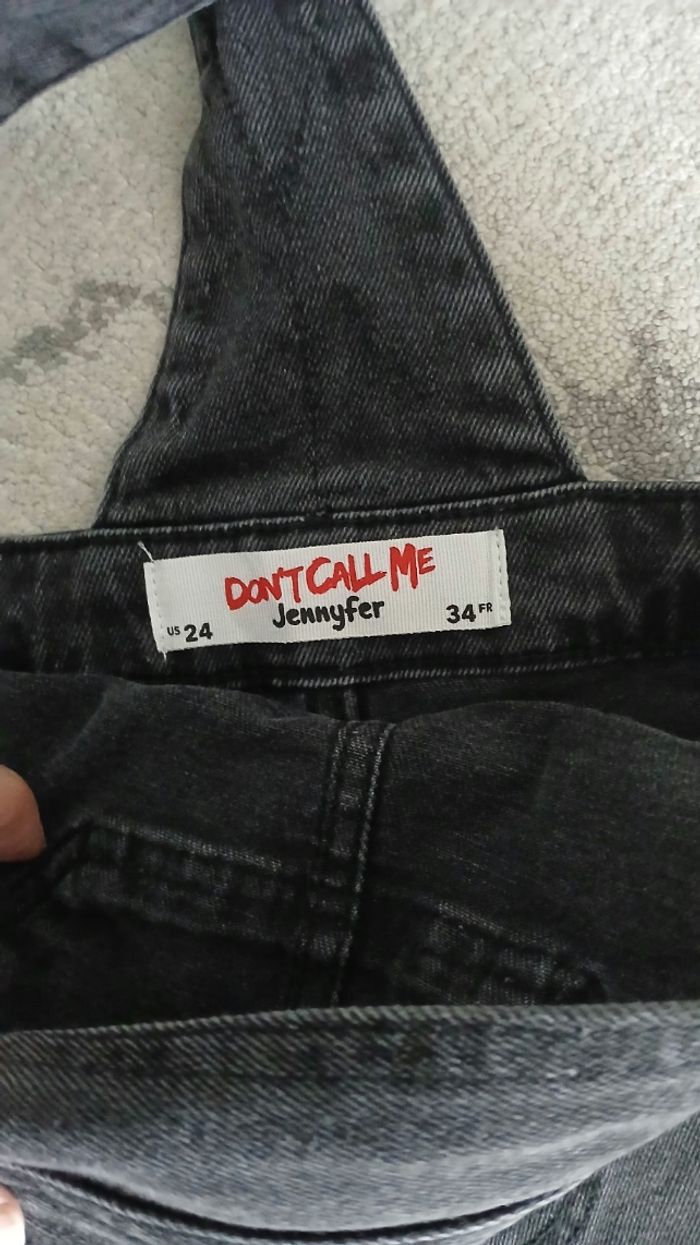 DON'T CALL ME
Jennyfer
US 24
34 FR